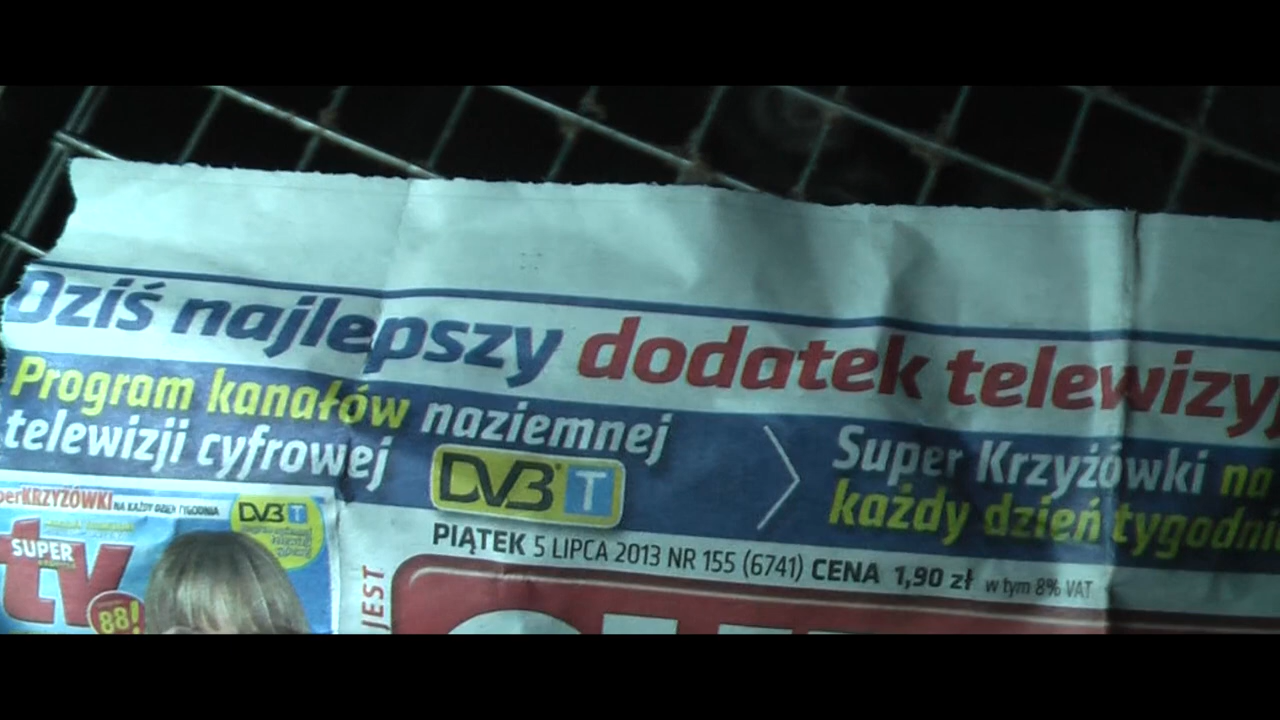 Dziś najlepszy dodatek telewizy
Program kanałów naziemnej
telewizji cyfrowej
DVB T
Super Krzyżówki na
każdy dzień tygodni
PIĄTEK 5 LIPCA 2013 NR 155 (6741) CENA 1,90 zł w tym 8% VAT
perKRZYŻÓWKI NA KAŻDY DZIEŃ TYGODNIA
DVB T
SUPER
tv
88!
JEST